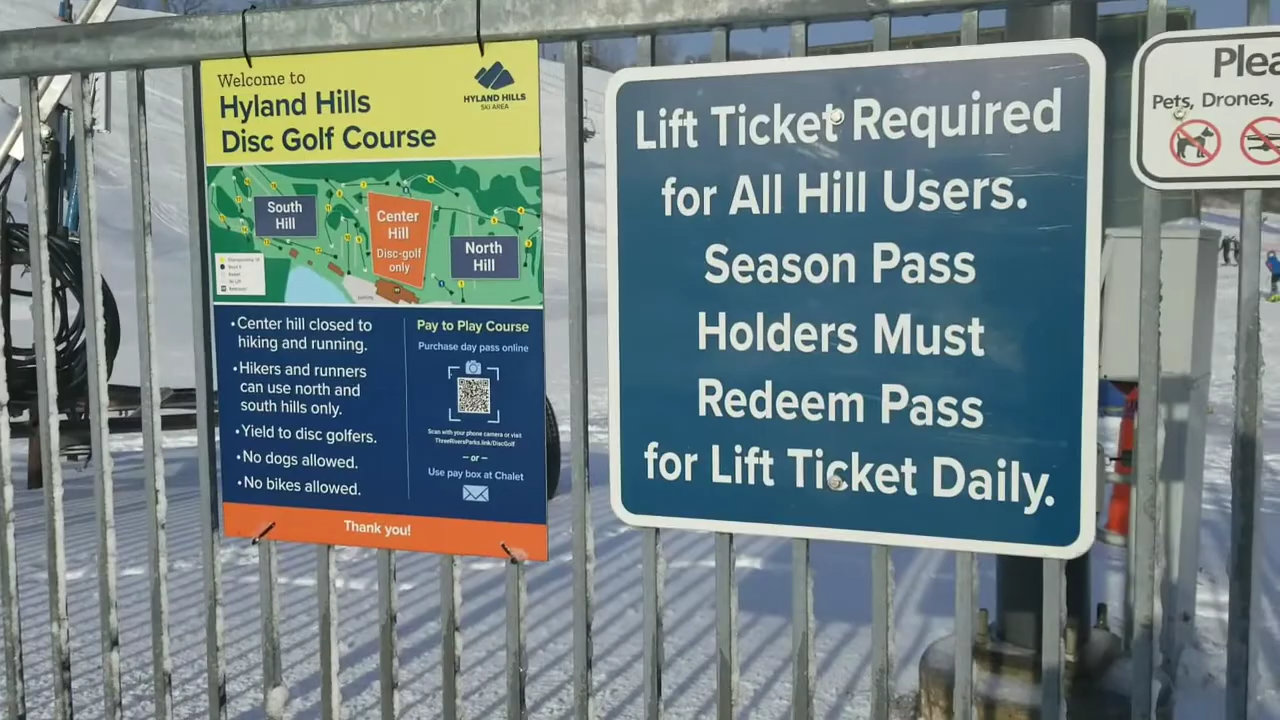 Welcome to
Hyland Hills
Disc Golf Course
HYLAND HILLS
SKI AREA
South
Hill
Center
Hill
Disc-golf
only
North
Hill
•Center hill closed to
hiking and running.
•Hikers and runners
can use north and
south hills only.
•Yield to disc golfers.
•No dogs allowed.
•No bikes allowed.
Pay to Play Course
Purchase day pass online
Scan with your phone camera or visit
ThreeRiversParks.link/DiscGolf
– or –
Use pay box at Chalet
Thank you!
Lift Ticket Required
for All Hill Users.
Season Pass
Holders Must
Redeem Pass
for Lift Ticket Daily.
Plea
Pets, Drones,